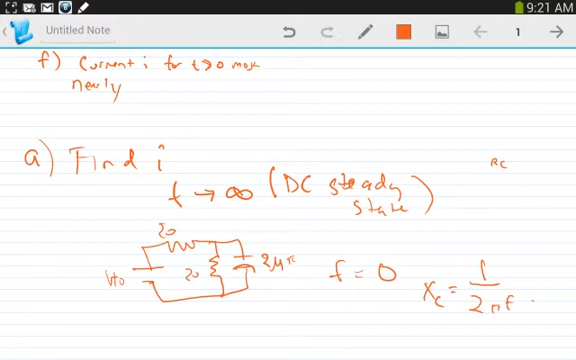 9:21 AM
Untitled Note
1
f) Current i for t>0 most
nearly
a) Find i
RC
t → ∞ (DC steady
state)
20
20
f = 0
Xc = 1
2πf